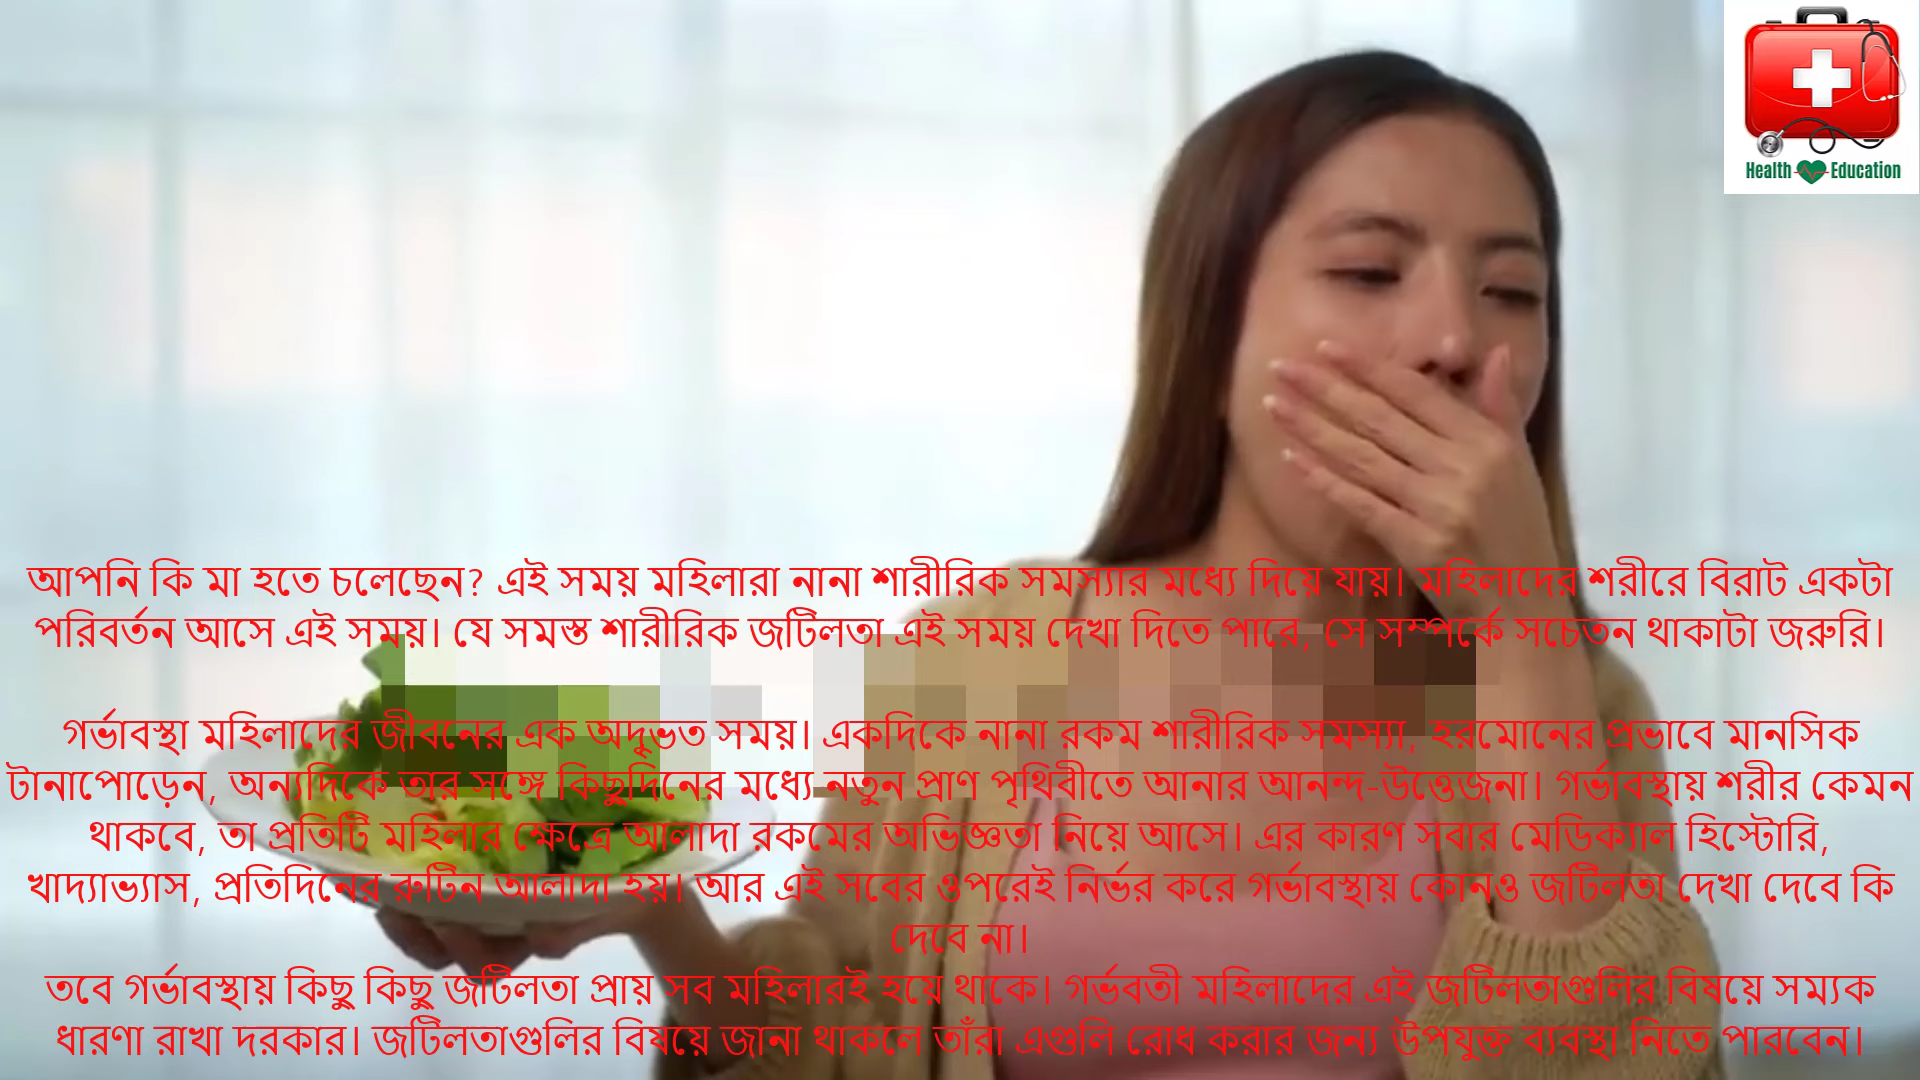 Health Education
আপনি কি মা হতে চলেছেন? এই সময় মহিলারা নানা শারীরিক সমস্যার মধ্যে দিয়ে যায়। মহিলাদের শরীরে বিরাট একটা
পরিবর্তন আসে এই সময়। যে সমস্ত শারীরিক জটিলতা এই সময় দেখা দিতে পারে, সে সম্পর্কে সচেতন থাকাটা জরুরি।
গর্ভাবস্থা মহিলাদের জীবনের এক অদ্ভুত সময়। একদিকে নানা রকম শারীরিক সমস্যা, হরমোনের প্রভাবে মানসিক
টানাপোড়েন, অন্যদিকে তার সঙ্গে কিছুদিনের মধ্যে নতুন প্রাণ পৃথিবীতে আনার আনন্দ-উত্তেজনা। গর্ভাবস্থায় শরীর কেমন
থাকবে, তা প্রতিটি মহিলার ক্ষেত্রে আলাদা রকমের অভিজ্ঞতা নিয়ে আসে। এর কারণ সবার মেডিক্যাল হিস্টোরি,
খাদ্যাভ্যাস, প্রতিদিনের রুটিন আলাদা হয়। আর এই সবের ওপরেই নির্ভর করে গর্ভাবস্থায় কোনও জটিলতা দেখা দেবে কি
দেবে না।
তবে গর্ভাবস্থায় কিছু কিছু জটিলতা প্রায় সব মহিলারই হয়ে থাকে। গর্ভবতী মহিলাদের এই জটিলতাগুলির বিষয়ে সম্যক
ধারণা রাখা দরকার। জটিলতাগুলির বিষয়ে জানা থাকলে তাঁরা এগুলি রোধ করার জন্য উপযুক্ত ব্যবস্থা নিতে পারবেন।